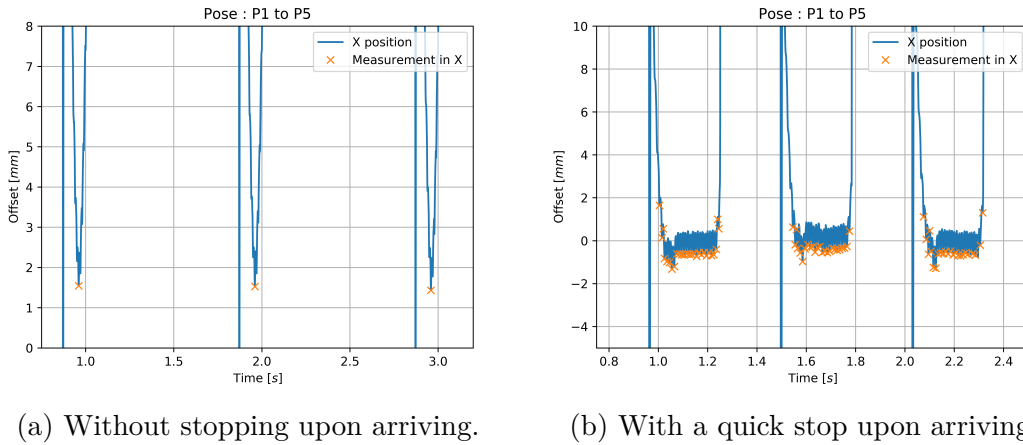 Pose : P1 to P5
X position
Measurement in X
8
7
6
5
4
3
2
1
0
Offset [mm]
1.0
1.5
2.0
2.5
3.0
Time [s]
(a) Without stopping upon arriving.
Pose : P1 to P5
X position
Measurement in X
10
8
6
4
2
0
−2
−4
Offset [mm]
0.8
1.0
1.2
1.4
1.6
1.8
2.0
2.2
2.4
Time [s]
(b) With a quick stop upon arriving